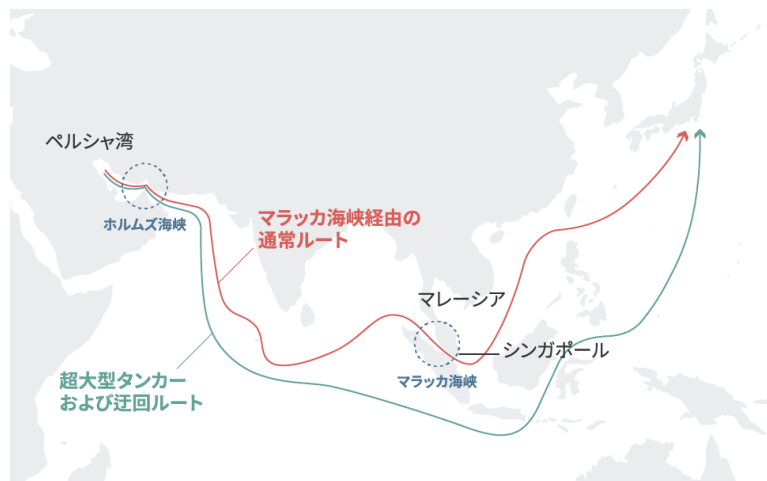 ペルシャ湾
ホルムズ海峡
マラッカ海峡経由の
通常ルート
マレーシア
シンガポール
マラッカ海峡
超大型タンカー
および迂回ルート